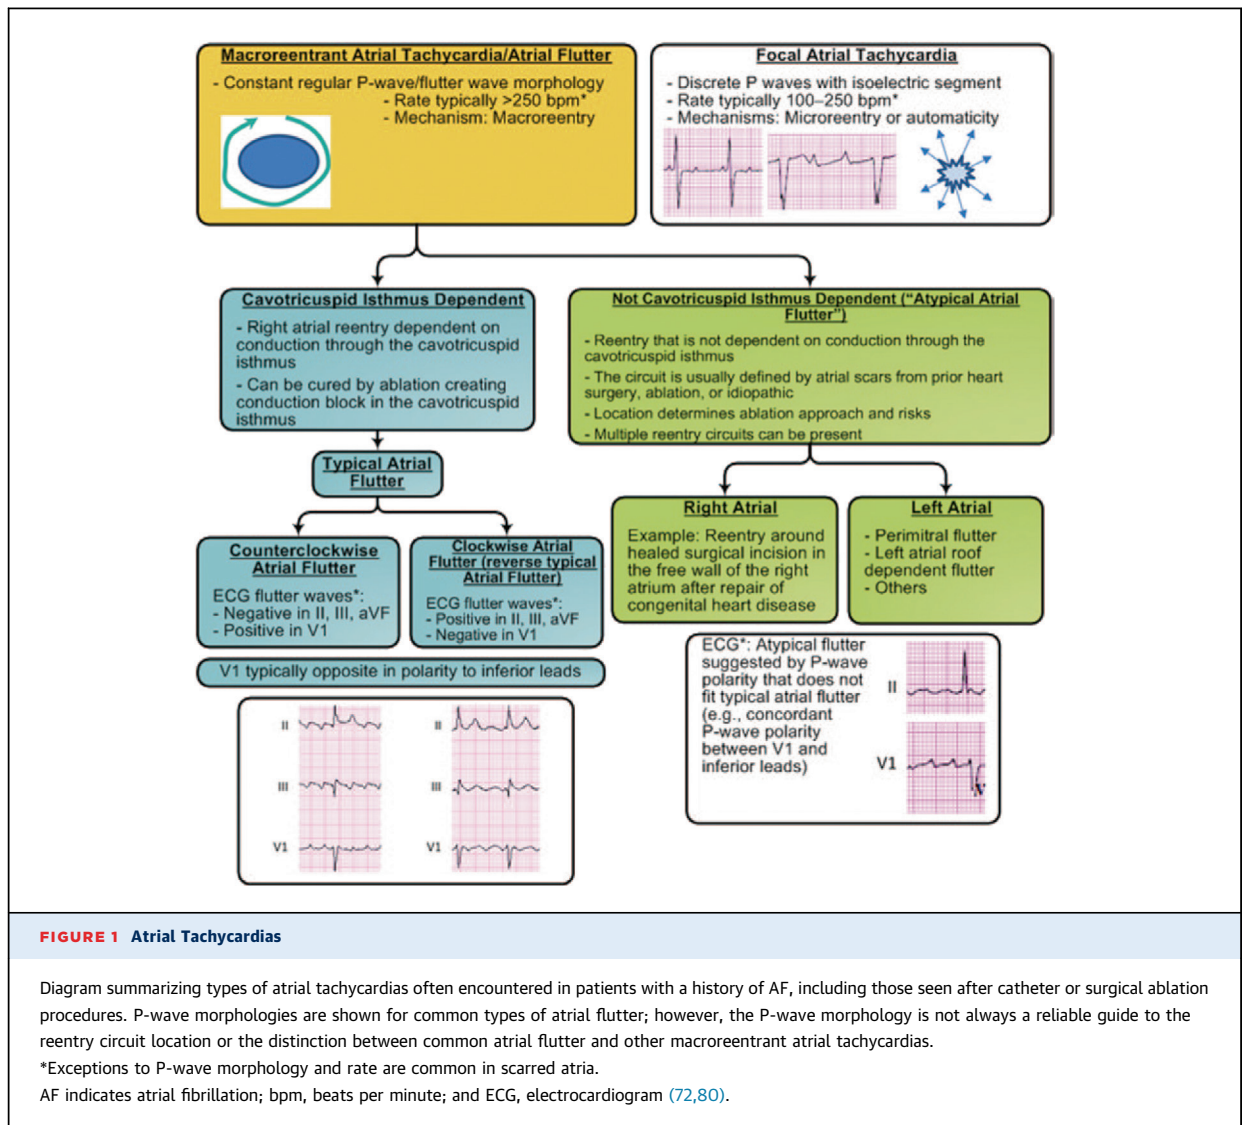 Macroreentrant Atrial Tachycardia/Atrial Flutter
- Constant regular P-wave/flutter wave morphology
- Rate typically >250 bpm*
- Mechanism: Macroreentry
Focal Atrial Tachycardia
- Discrete P waves with isoelectric segment
- Rate typically 100–250 bpm*
- Mechanisms: Microreentry or automaticity
Cavotricuspid Isthmus Dependent
- Right atrial reentry dependent on
conduction through the cavotricuspid
isthmus
- Can be cured by ablation creating
conduction block in the cavotricuspid
isthmus
Not Cavotricuspid Isthmus Dependent (“Atypical Atrial
Flutter”)
- Reentry that is not dependent on conduction through the
cavotricuspid isthmus
- The circuit is usually defined by atrial scars from prior heart
surgery, ablation, or idiopathic
- Location determines ablation approach and risks
- Multiple reentry circuits can be present
Typical Atrial
Flutter
Counterclockwise
Atrial Flutter
ECG flutter waves*:
- Negative in II, III, aVF
- Positive in V1
Clockwise Atrial
Flutter (reverse typical
Atrial Flutter)
ECG flutter waves*:
- Positive in II, III, aVF
- Negative in V1
Right Atrial
Example: Reentry around
healed surgical incision in
the free wall of the right
atrium after repair of
congenital heart disease
Left Atrial
- Perimitral flutter
- Left atrial roof
dependent flutter
- Others
V1 typically opposite in polarity to inferior leads
II
III
V1
II
III
V1
ECG*: Atypical flutter
suggested by P-wave
polarity that does not
fit typical atrial flutter
(e.g., concordant
P-wave polarity
between V1 and
inferior leads)
II
V1
FIGURE 1 Atrial Tachycardias
Diagram summarizing types of atrial tachycardias often encountered in patients with a history of AF, including those seen after catheter or surgical ablation
procedures. P-wave morphologies are shown for common types of atrial flutter; however, the P-wave morphology is not always a reliable guide to the
reentry circuit location or the distinction between common atrial flutter and other macroreentrant atrial tachycardias.
*Exceptions to P-wave morphology and rate are common in scarred atria.
AF indicates atrial fibrillation; bpm, beats per minute; and ECG, electrocardiogram (72,80).